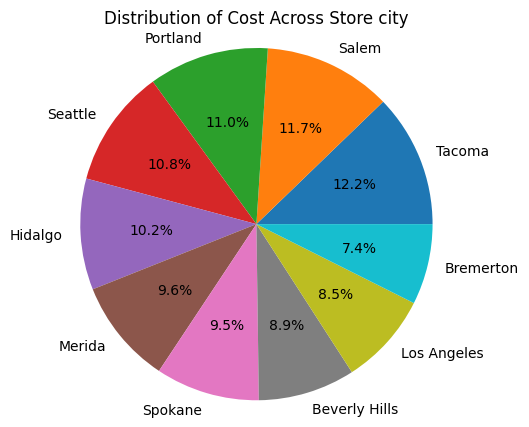 Distribution of Cost Across Store city
Tacoma
12.2%
Salem
11.7%
Portland
11.0%
Seattle
10.8%
Hidalgo
10.2%
Merida
9.6%
Spokane
9.5%
Beverly Hills
8.9%
Los Angeles
8.5%
Bremerton
7.4%